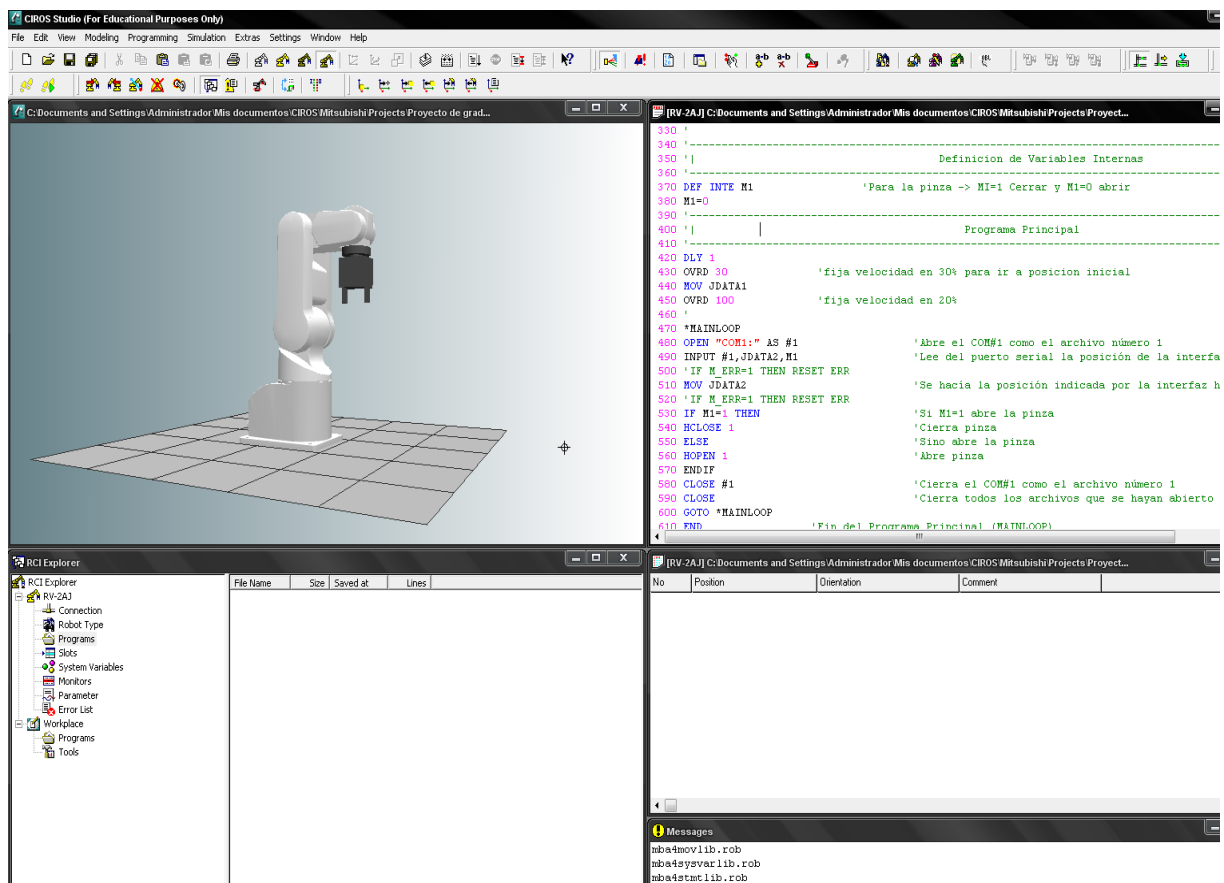 CIROS Studio (For Educational Purposes Only)
File Edit View Modeling Programming Simulation Extras Settings Window Help
C:\Documents and Settings\Administrador\Mis documentos\CIROS\Mitsubishi\Projects\Proyecto de grad...
[RV-2AJ] C:\Documents and Settings\Administrador\Mis documentos\CIROS\Mitsubishi\Projects\Proyect...
330 '
340 '---------------------------------------------------------------------------------
350 '| Definicion de Variables Internas
360 '---------------------------------------------------------------------------------
370 DEF INTE M1 'Para la pinza -> MI=1 Cerrar y M1=0 abrir
380 M1=0
390 '---------------------------------------------------------------------------------
400 '| Programa Principal
410 '---------------------------------------------------------------------------------
420 DLY 1
430 OVRD 30 'fija velocidad en 30% para ir a posicion inicial
440 MOV JDATA1
450 OVRD 100 'fija velocidad en 20%
460 '
470 *MAINLOOP
480 OPEN "COM1:" AS #1 'Abre el COM#1 como el archivo número 1
490 INPUT #1,JDATA2,M1 'Lee del puerto serial la posición de la interfa
500 'IF M_ERR=1 THEN RESET ERR
510 MOV JDATA2 'Se hacia la posición indicada por la interfaz h
520 'IF M_ERR=1 THEN RESET ERR
530 IF M1=1 THEN 'Si M1=1 abre la pinza
540 HCLOSE 1 'Cierra pinza
550 ELSE 'Sino abre la pinza
560 HOPEN 1 'Abre pinza
570 ENDIF
580 CLOSE #1 'Cierra el COM#1 como el archivo número 1
590 CLOSE 'Cierra todos los archivos que se hayan abierto
600 GOTO *MAINLOOP
610 END 'Fin del Programa Principal (MAINLOOP)
RCI Explorer
RCI Explorer
RV-2AJ
Connection
Robot Type
Programs
Slots
System Variables
Monitors
Parameter
Error List
Workplace
Programs
Tools
File Name Size Saved at Lines
[RV-2AJ] C:\Documents and Settings\Administrador\Mis documentos\CIROS\Mitsubishi\Projects\Proyect...
No Position Orientation Comment
Messages
mba4movlib.rob
mba4sysvarlib.rob
mba4stmtlib.rob